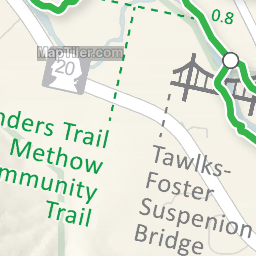 0.8
MapTiler.com
20
nders Trail
Methow
mmunity
Trail
Tawlks-
Foster
Suspenion
Bridge